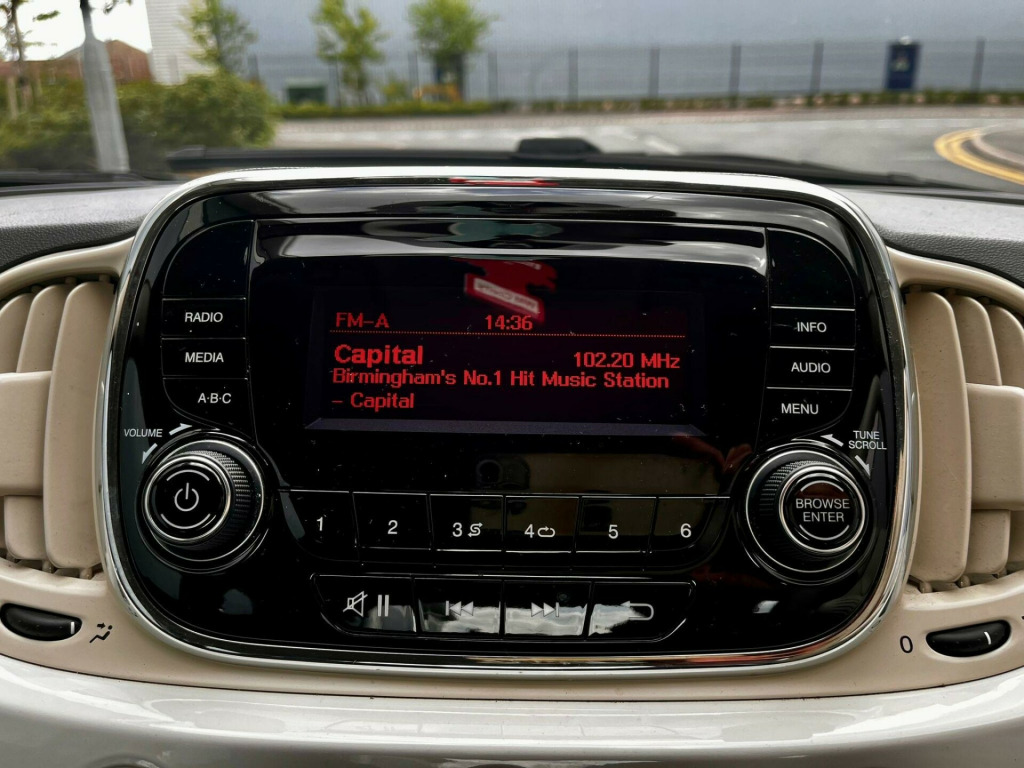 RADIO
MEDIA
A·B·C
VOLUME
FM-A 14:36
Capital 102.20 MHz
Birmingham's No.1 Hit Music Station
- Capital
INFO
AUDIO
MENU
TUNE
SCROLL
BROWSE
ENTER
1 2 3 4 5 6
0